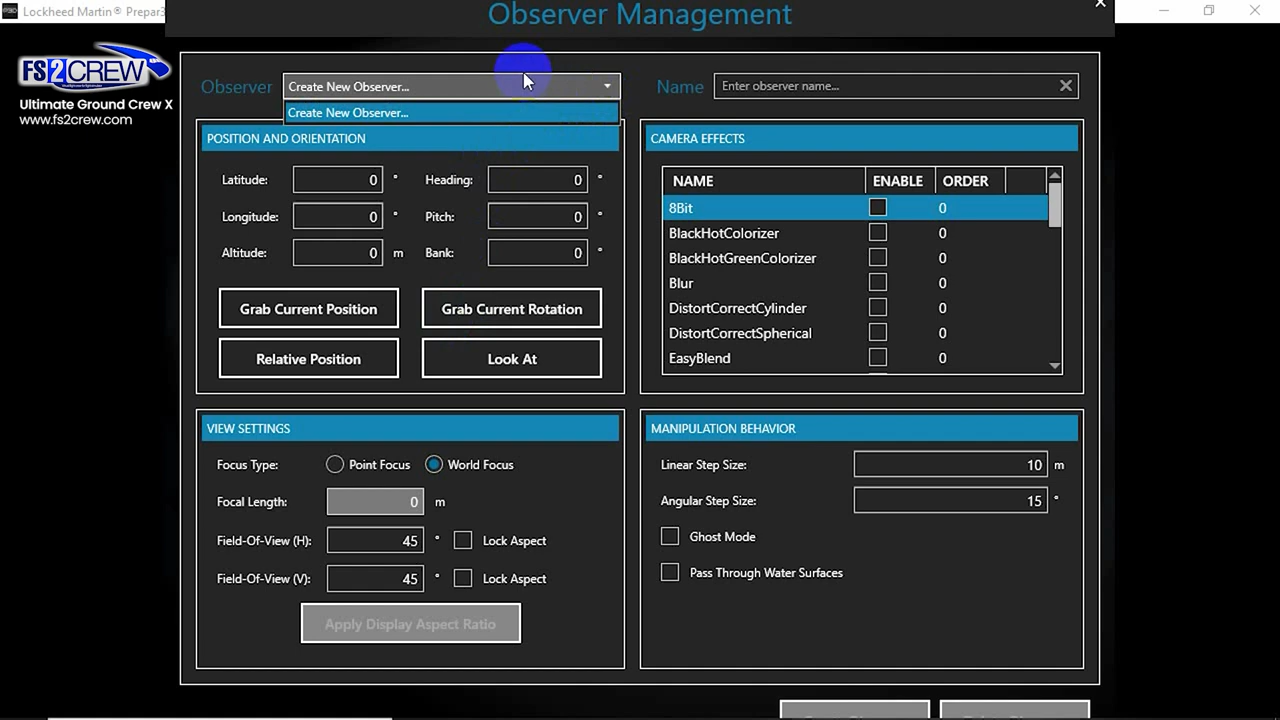 Lockheed Martin® Prepar3
Observer Management
FS2CREW
Ultimate Ground Crew X
www.fs2crew.com
Observer
Create New Observer...
Name
Enter observer name...
Create New Observer...
POSITION AND ORIENTATION
Latitude: 0 °
Heading: 0 °
Longitude: 0 °
Pitch: 0 °
Altitude: 0 m
Bank: 0 °
Grab Current Position
Grab Current Rotation
Relative Position
Look At
CAMERA EFFECTS
NAME ENABLE ORDER
8Bit 0
BlackHotColorizer 0
BlackHotGreenColorizer 0
Blur 0
DistortCorrectCylinder 0
DistortCorrectSpherical 0
EasyBlend 0
VIEW SETTINGS
Focus Type: Point Focus World Focus
Focal Length: 0 m
Field-Of-View (H): 45 ° Lock Aspect
Field-Of-View (V): 45 ° Lock Aspect
Apply Display Aspect Ratio
MANIPULATION BEHAVIOR
Linear Step Size: 10 m
Angular Step Size: 15 °
Ghost Mode
Pass Through Water Surfaces